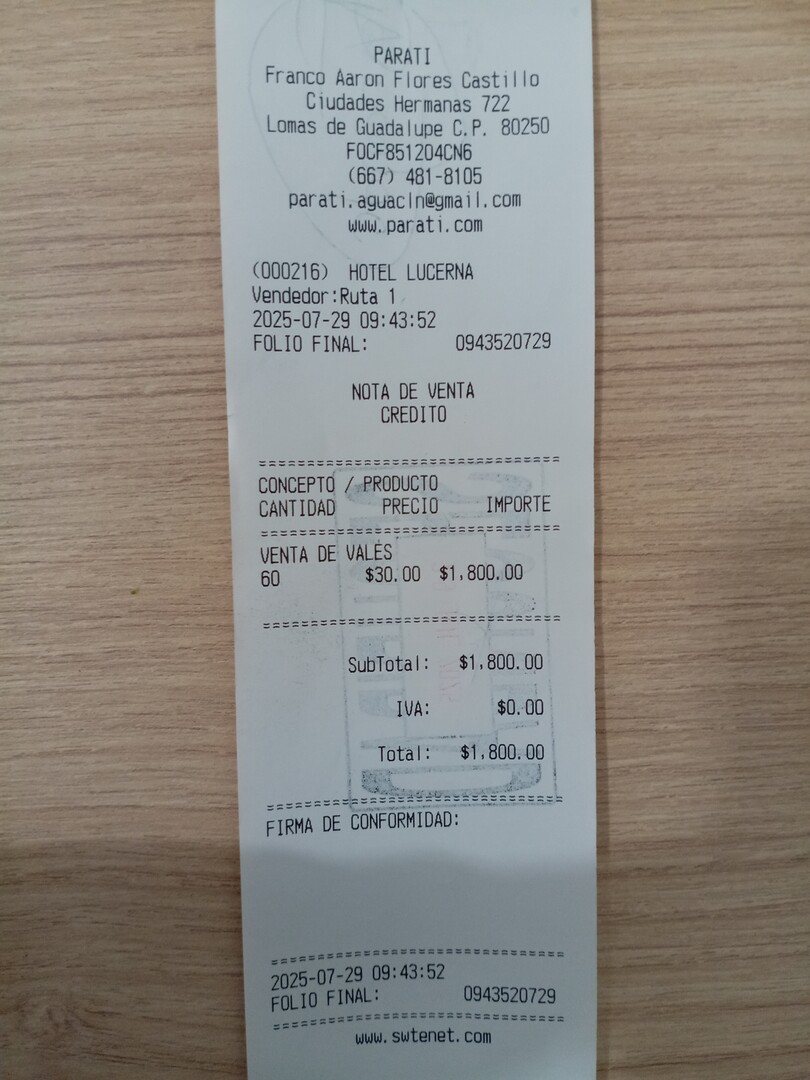 PARATI
Franco Aaron Flores Castillo
Ciudades Hermanas 722
Lomas de Guadalupe C.P. 80250
FOCF851204CN6
(667) 481-8105
parati.aguacln@gmail.com
www.parati.com
(000216) HOTEL LUCERNA
Vendedor:Ruta 1
2025-07-29 09:43:52
FOLIO FINAL: 0943520729
NOTA DE VENTA
CREDITO
==================================
CONCEPTO / PRODUCTO
CANTIDAD PRECIO IMPORTE
==================================
VENTA DE VALES
60 $30.00 $1,800.00
==================================
SubTotal: $1,800.00
IVA: $0.00
Total: $1,800.00
==================================
FIRMA DE CONFORMIDAD:
==================================
2025-07-29 09:43:52
FOLIO FINAL: 0943520729
==================================
www.swtenet.com